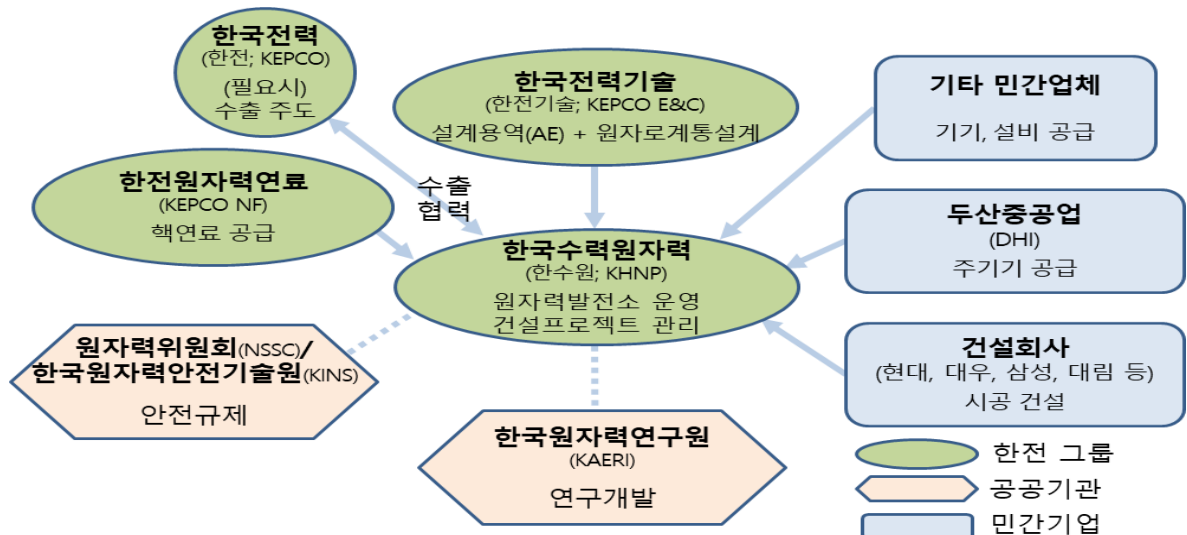 한국전력
(한전; KEPCO)
(필요시)
수출 주도
한국전력기술
(한전기술; KEPCO E&C)
설계용역(AE) + 원자로계통설계
기타 민간업체
기기, 설비 공급
한전원자력연료
(KEPCO NF)
핵연료 공급
수출
협력
두산중공업
(DHI)
주기기 공급
한국수력원자력
(한수원; KHNP)
원자력발전소 운영
건설프로젝트 관리
원자력위원회(NSSC)/
한국원자력안전기술원(KINS)
안전규제
건설회사
(현대, 대우, 삼성, 대림 등)
시공 건설
한국원자력연구원
(KAERI)
연구개발
한전 그룹
공공기관
민간기업